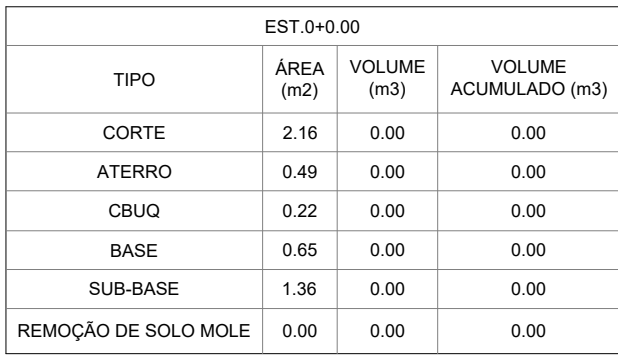 EST.0+0.00
TIPO ÁREA (m2) VOLUME (m3) VOLUME ACUMULADO (m3)
CORTE 2.16 0.00 0.00
ATERRO 0.49 0.00 0.00
CBUQ 0.22 0.00 0.00
BASE 0.65 0.00 0.00
SUB-BASE 1.36 0.00 0.00
REMOÇÃO DE SOLO MOLE 0.00 0.00 0.00